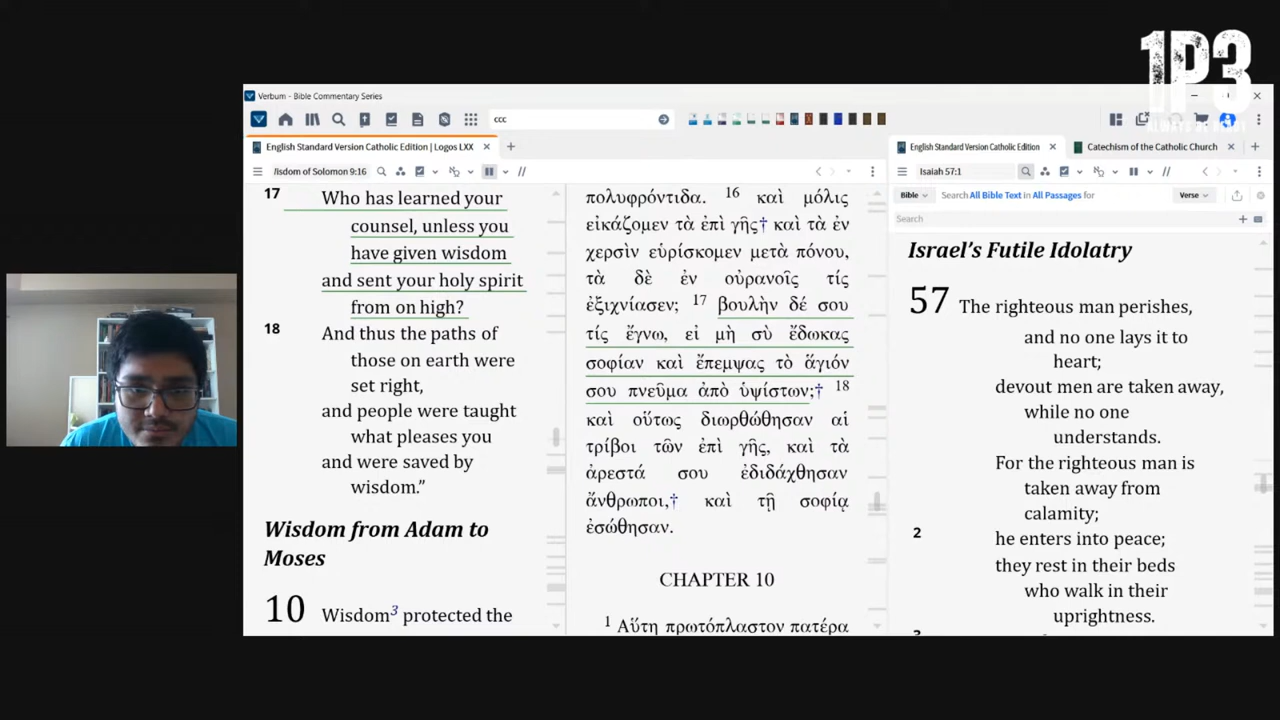 1P3
ALWAYS BE READY
Verbum - Bible Commentary Series
ccc
English Standard Version Catholic Edition | Logos LXX
/isdom of Solomon 9:16
17 Who has learned your
counsel, unless you
have given wisdom
and sent your holy spirit
from on high?
18 And thus the paths of
those on earth were
set right,
and people were taught
what pleases you
and were saved by
wisdom.”
Wisdom from Adam to
Moses
10 Wisdom3 protected the
πολυφρόντιδα. 16 καὶ μόλις
εἰκάζομεν τὰ ἐπὶ γῆς† καὶ τὰ ἐν
χερσὶν εὑρίσκομεν μετὰ πόνου,
τὰ δὲ ἐν οὐρανοῖς τίς
ἐξιχνίασεν; 17 βουλὴν δέ σου
τίς ἔγνω, εἰ μὴ σὺ ἔδωκας
σοφίαν καὶ ἔπεμψας τὸ ἅγιόν
σου πνεῦμα ἀπὸ ὑψίστων;† 18
καὶ οὕτως διωρθώθησαν αἱ
τρίβοι τῶν ἐπὶ γῆς, καὶ τὰ
ἀρεστά σου ἐδιδάχθησαν
ἄνθρωποι,† καὶ τῇ σοφίᾳ
ἐσώθησαν.
CHAPTER 10
1 Αὕτη πρωτόπλαστον πατέρα
English Standard Version Catholic Edition
Catechism of the Catholic Church
Isaiah 57:1
Bible Search All Bible Text in All Passages for Verse
Search
Israel’s Futile Idolatry
57 The righteous man perishes,
and no one lays it to
heart;
devout men are taken away,
while no one
understands.
For the righteous man is
taken away from
calamity;
2 he enters into peace;
they rest in their beds
who walk in their
uprightness.